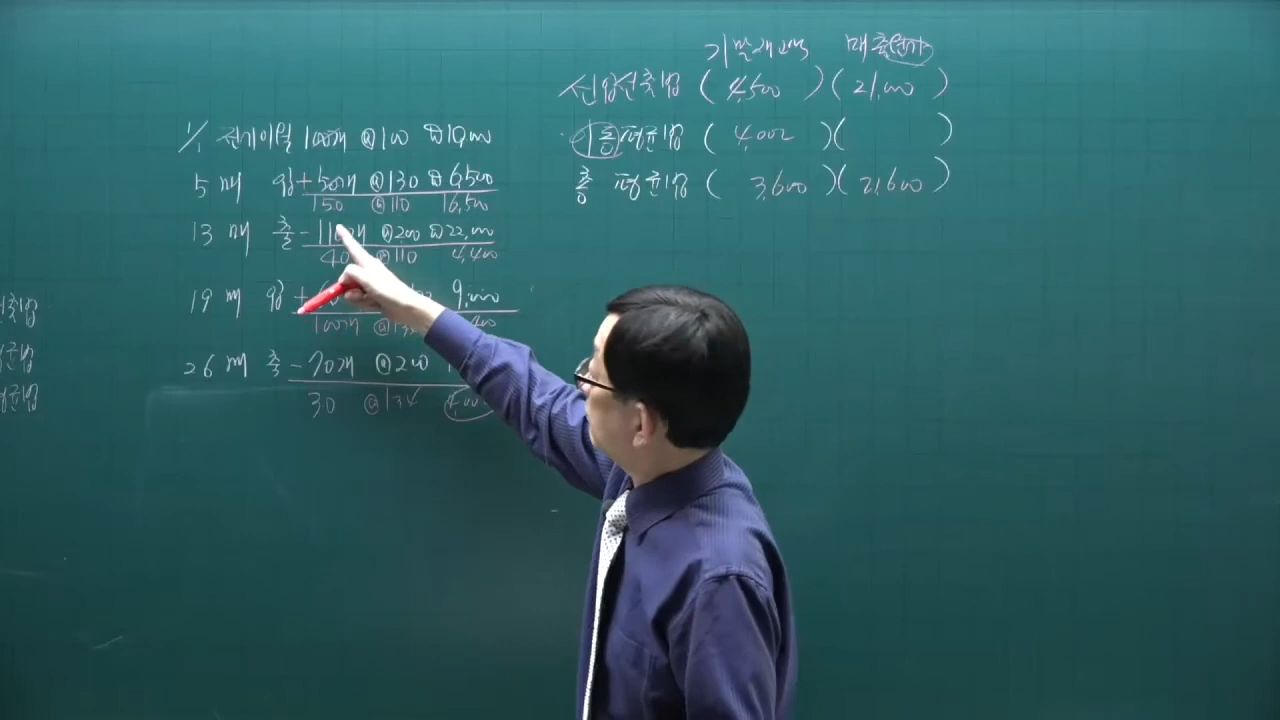 기말재고액 매출원가
선입선출법 ( 4,500 ) ( 21,000 )
이동평균법 ( 4,002 ) ( )
총평균법 ( 3,600 ) ( 21,600 )
1/1 전기이월 100개 @100 10,000
5 매입 +50개 @130 6,500
150 @110 16,500
13 매출 -110개 @200 22,000
40 @110 4,400
19 매입 + 9,000
100개
26 매출 -70개 @200
30 @134
균법
균법